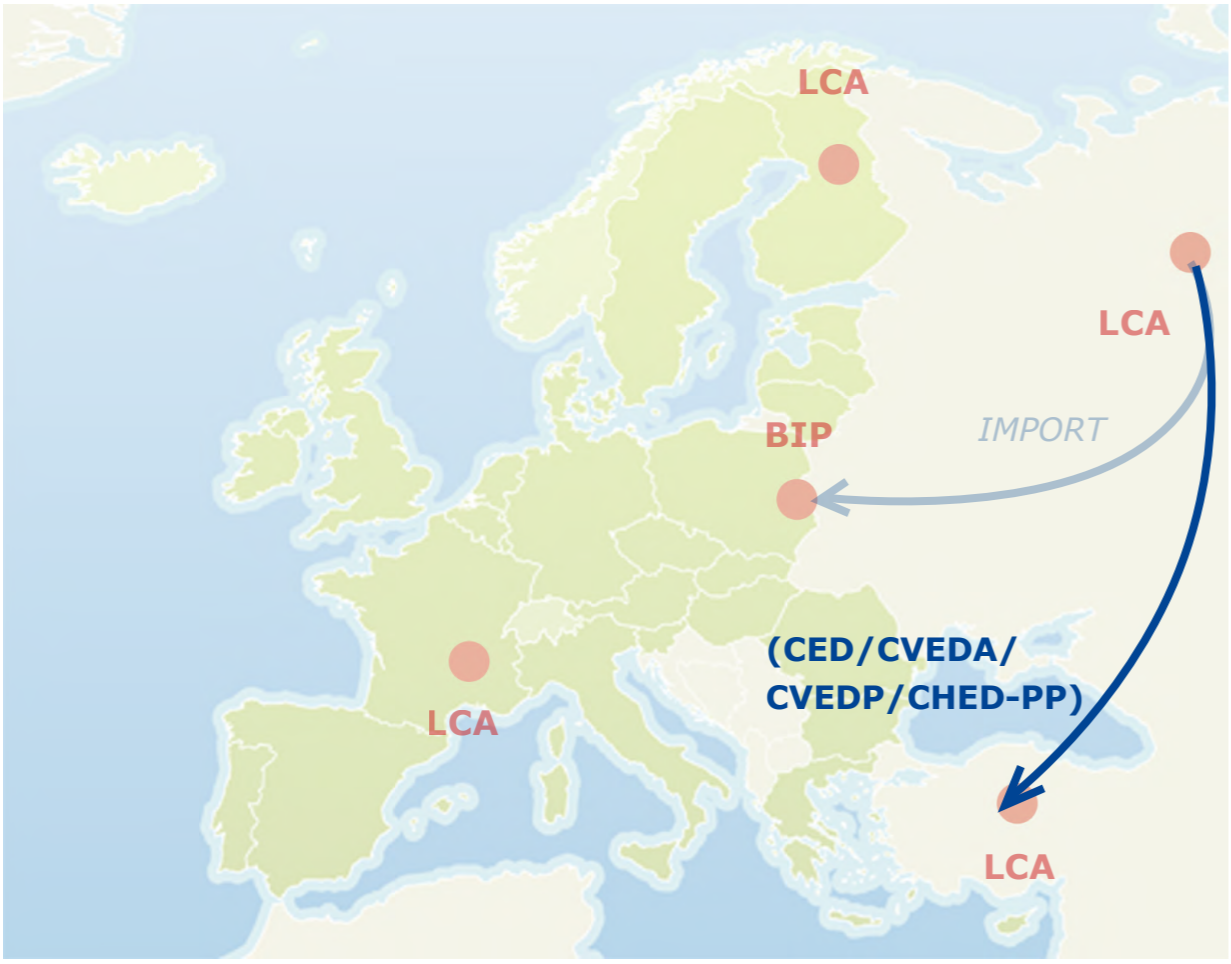 LCA
LCA
IMPORT
BIP
(CED/CVEDA/
CVEDP/CHED-PP)
LCA
LCA